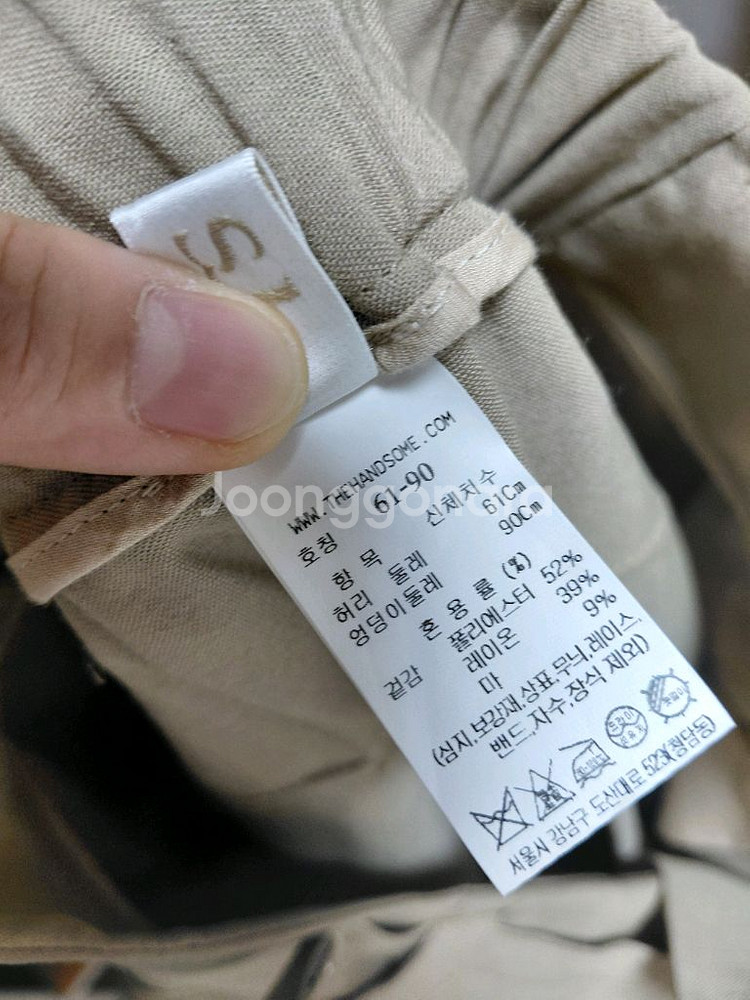 Joonggonara
WWW.THEHANDSOME.COM
호칭 61-90
항 목 신체치수
허리 둘레 61Cm
엉덩이둘레 90Cm
혼 용 률 (%)
겉감 폴리에스터 52%
레이온 39%
마 9%
(심지,보강재,상표,무늬,레이스,
밴드,자수,장식 제외)
서울시 강남구 도산대로 523(청담동)